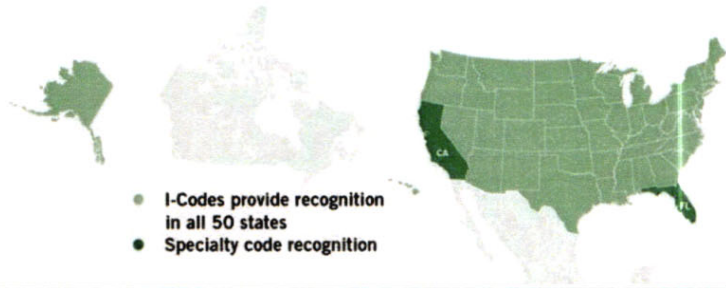 CA
FL
I-Codes provide recognition
in all 50 states
Specialty code recognition